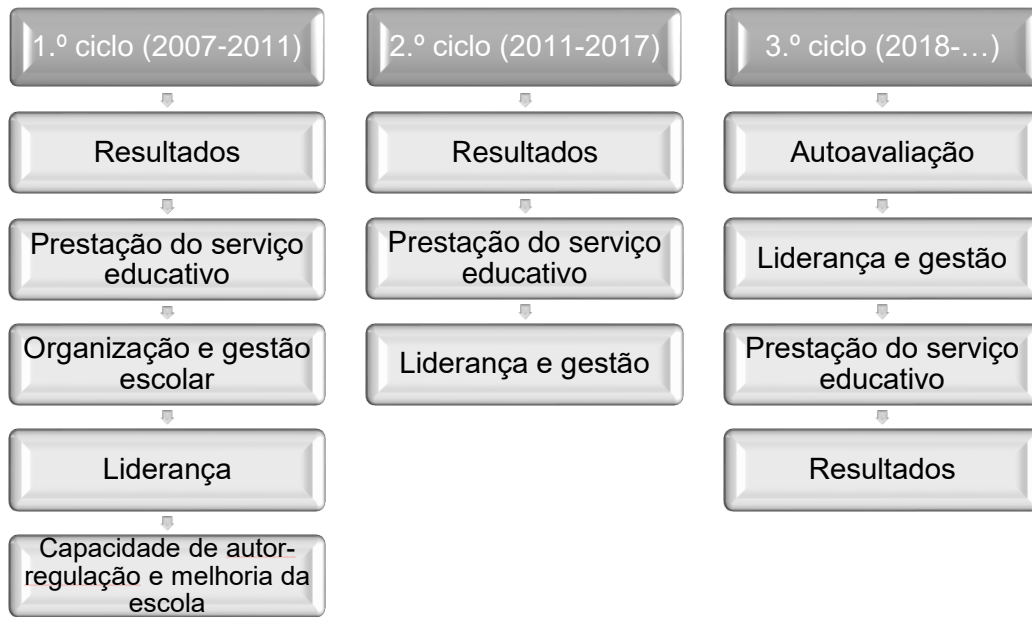 1.º ciclo (2007-2011)
Resultados
Prestação do serviço
educativo
Organização e gestão
escolar
Liderança
Capacidade de autor-
regulação e melhoria da
escola
2.º ciclo (2011-2017)
Resultados
Prestação do serviço
educativo
Liderança e gestão
3.º ciclo (2018-…)
Autoavaliação
Liderança e gestão
Prestação do serviço
educativo
Resultados